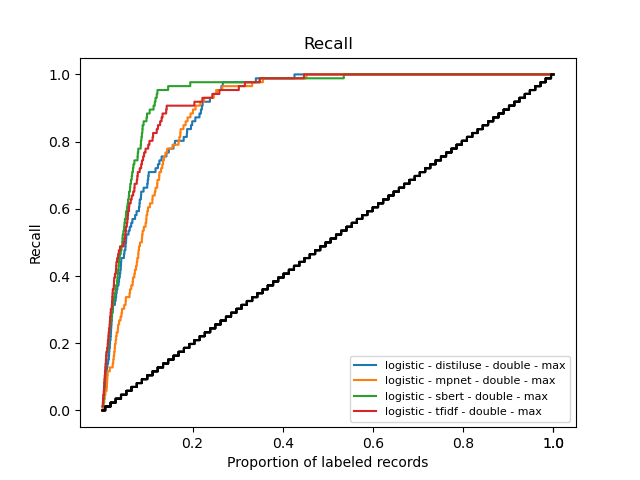 Recall
1.0
0.8
0.6
0.4
0.2
0.0
Recall
logistic - distiluse - double - max
logistic - mpnet - double - max
logistic - sbert - double - max
logistic - tfidf - double - max
0.2 0.4 0.6 0.8 1.0
Proportion of labeled records